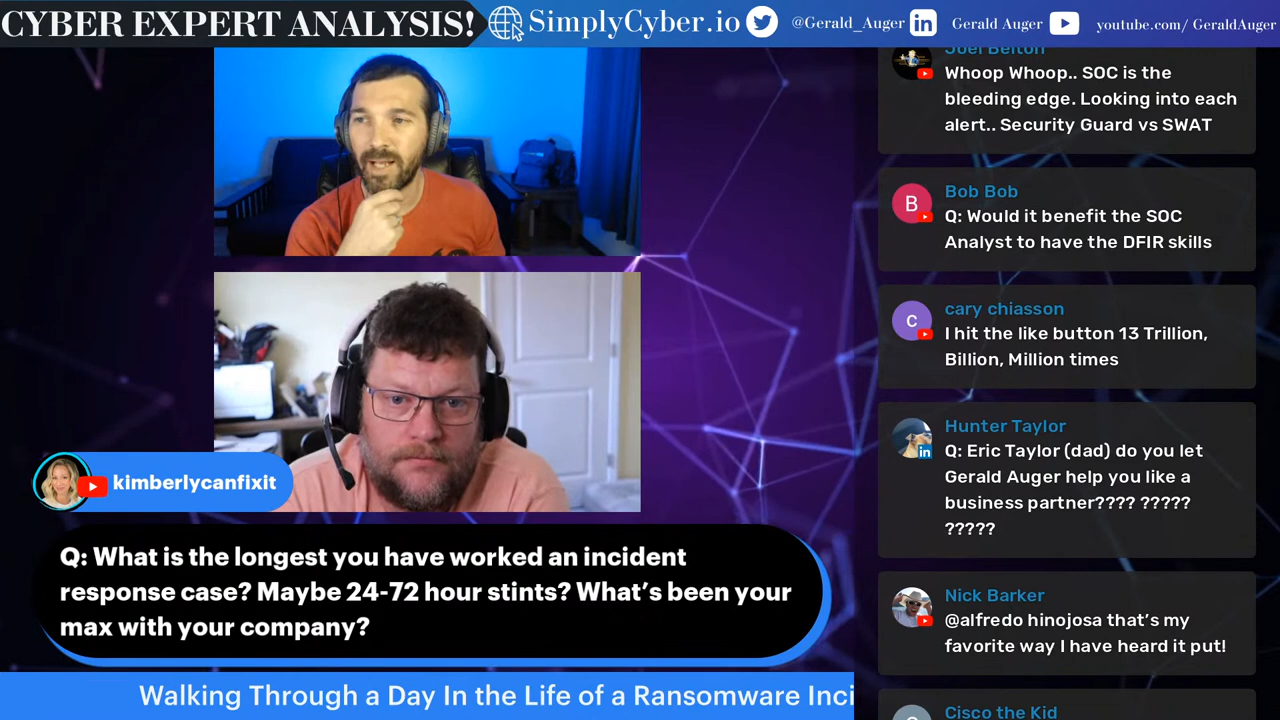 CYBER EXPERT ANALYSIS!
SimplyCyber.io
@Gerald_Auger
Gerald Auger
youtube.com/ GeraldAuger
Joel Belton
Whoop Whoop.. SOC is the
bleeding edge. Looking into each
alert.. Security Guard vs SWAT
B
Bob Bob
Q: Would it benefit the SOC
Analyst to have the DFIR skills
c
cary chiasson
I hit the like button 13 Trillion,
Billion, Million times
Hunter Taylor
Q: Eric Taylor (dad) do you let
Gerald Auger help you like a
business partner???? ?????
?????
Nick Barker
@alfredo hinojosa that's my
favorite way I have heard it put!
Cisco the Kid
kimberlycanfixit
Q: What is the longest you have worked an incident
response case? Maybe 24-72 hour stints? What's been your
max with your company?
Walking Through a Day In the Life of a Ransomware Inci